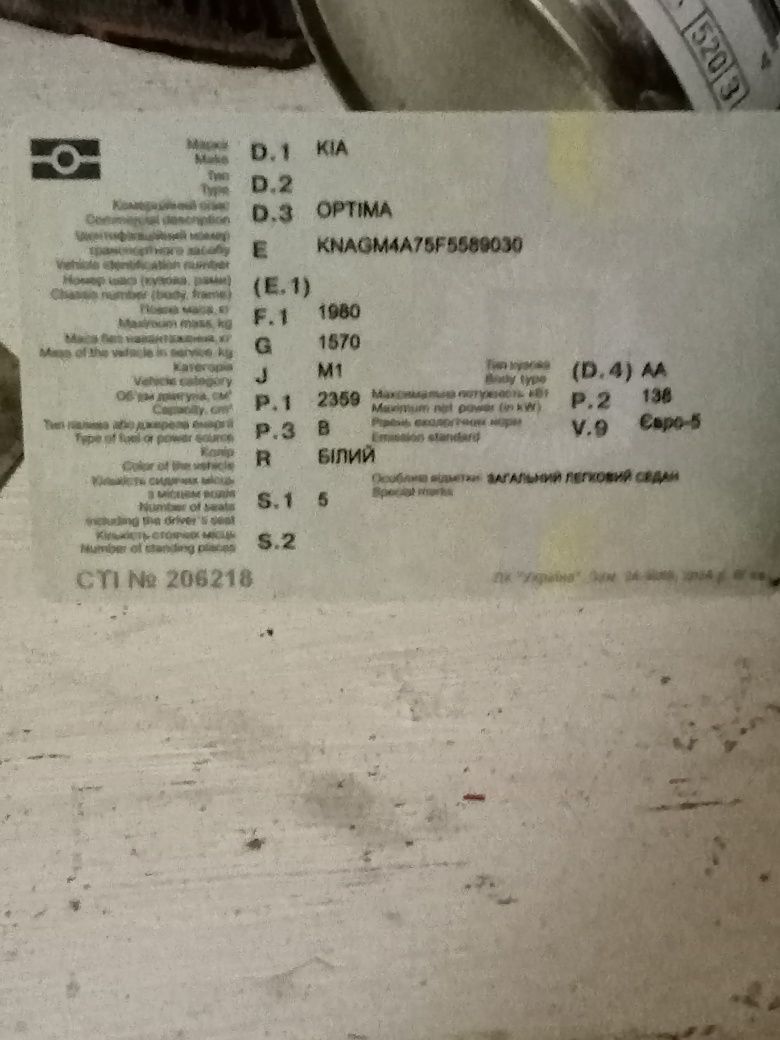 520 3
Марка
Make D.1 KIA
Тип
Type D.2
Комерційний опис
Commercial description D.3 OPTIMA
Ідентифікаційний номер
транспортного засобу E KNAGM4A75F5589030
Vehicle identification number
Номер шасі (кузова, рами)
Chassis number (body, frame) (E.1)
Повна маса, кг
Maximum mass, kg F.1 1980
Маса без навантаження, кг
Mass of the vehicle in service, kg G 1570
Категорія
Vehicle category J M1
Тип кузова
Body type (D.4) AA
Об'єм двигуна, см³
Capacity, cm³ P.1 2359
Максимальна потужність, кВт
Maximum net power (in kW) P.2 138
Тип палива або джерела енергії
Type of fuel or power source P.3 B
Рівень екологічних норм
Emission standard V.9 Євро-5
Колір
Color of the vehicle R БІЛИЙ
Кількість сидячих місць
з місцем водія
Number of seats
including the driver's seat S.1 5
Особливі відмітки ЗАГАЛЬНИЙ ЛЕГКОВИЙ СЕДАН
Special marks
Кількість стоячих місць
Number of standing places S.2
СТІ № 206218
ПК "Україна".